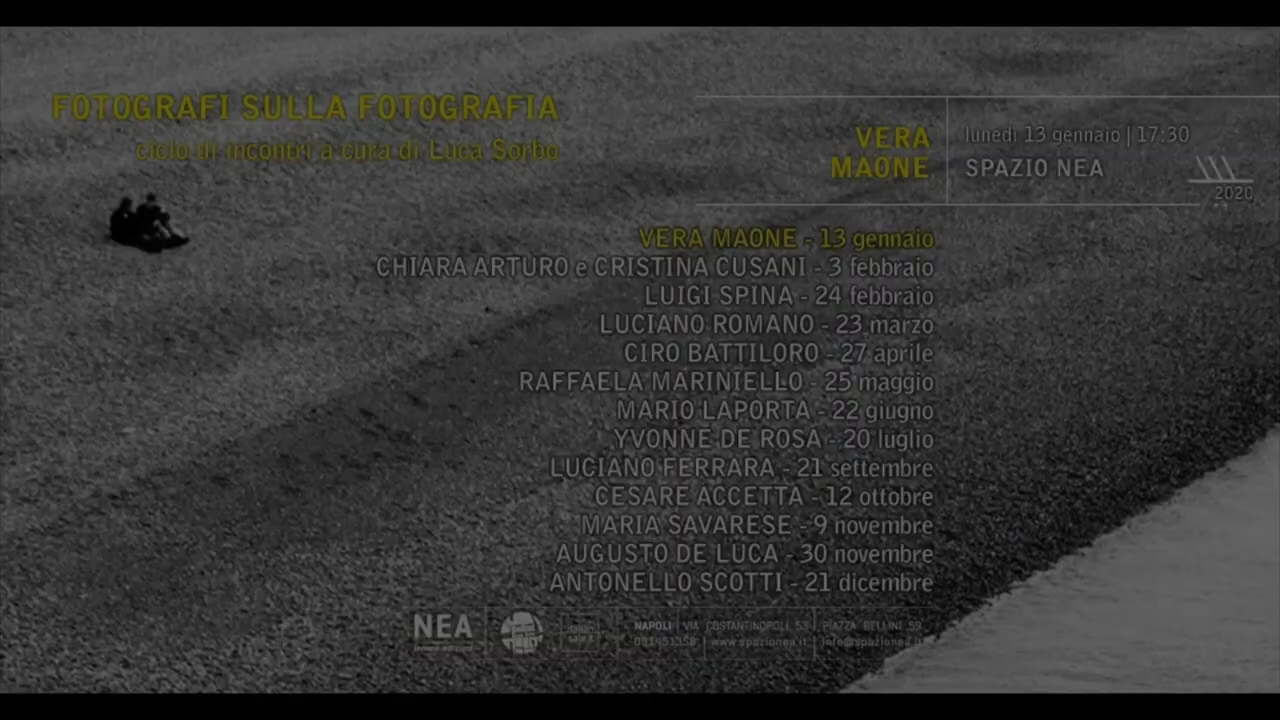 FOTOGRAFI SULLA FOTOGRAFIA
ciclo di incontri a cura di Luca Sorbo
VERA
MAONE
lunedì 13 gennaio | 17:30
SPAZIO NEA
2020
VERA MAONE - 13 gennaio
CHIARA ARTURO e CRISTINA CUSANI - 3 febbraio
LUIGI SPINA - 24 febbraio
LUCIANO ROMANO - 23 marzo
CIRO BATTILORO - 27 aprile
RAFFAELA MARINIELLO - 25 maggio
MARIO LAPORTA - 22 giugno
YVONNE DE ROSA - 20 luglio
LUCIANO FERRARA - 21 settembre
CESARE ACCETTA - 12 ottobre
MARIA SAVARESE - 9 novembre
AUGUSTO DE LUCA - 30 novembre
ANTONELLO SCOTTI - 21 dicembre
NEA
NAPOLI VIA COSTANTINOPOLI 53 PIAZZA BELLINI 59
www.spazionea.it info@spazionea.it